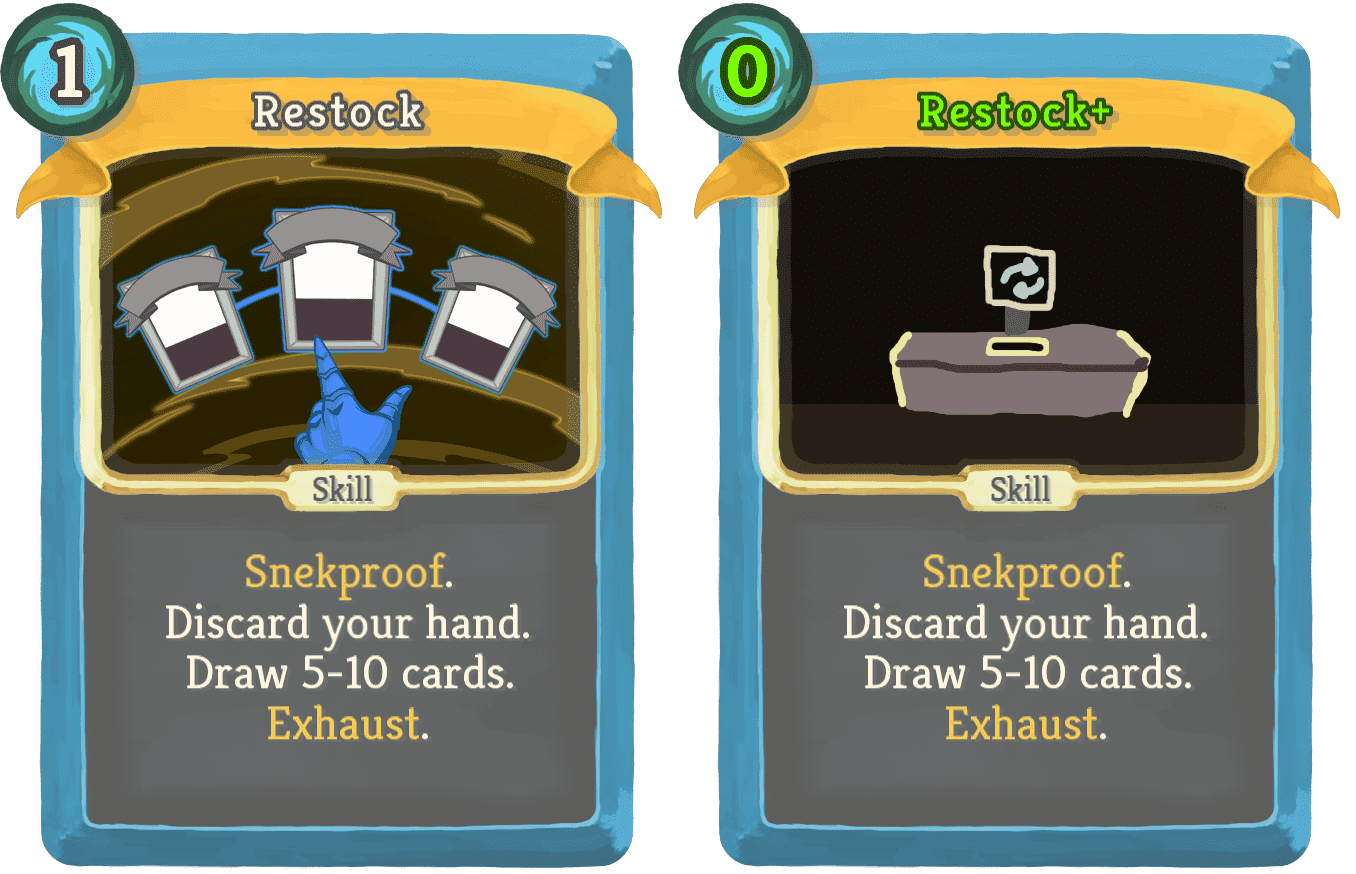 1
Restock
Skill
Snekproof.
Discard your hand.
Draw 5-10 cards.
Exhaust.
0
Restock+
Skill
Snekproof.
Discard your hand.
Draw 5-10 cards.
Exhaust.